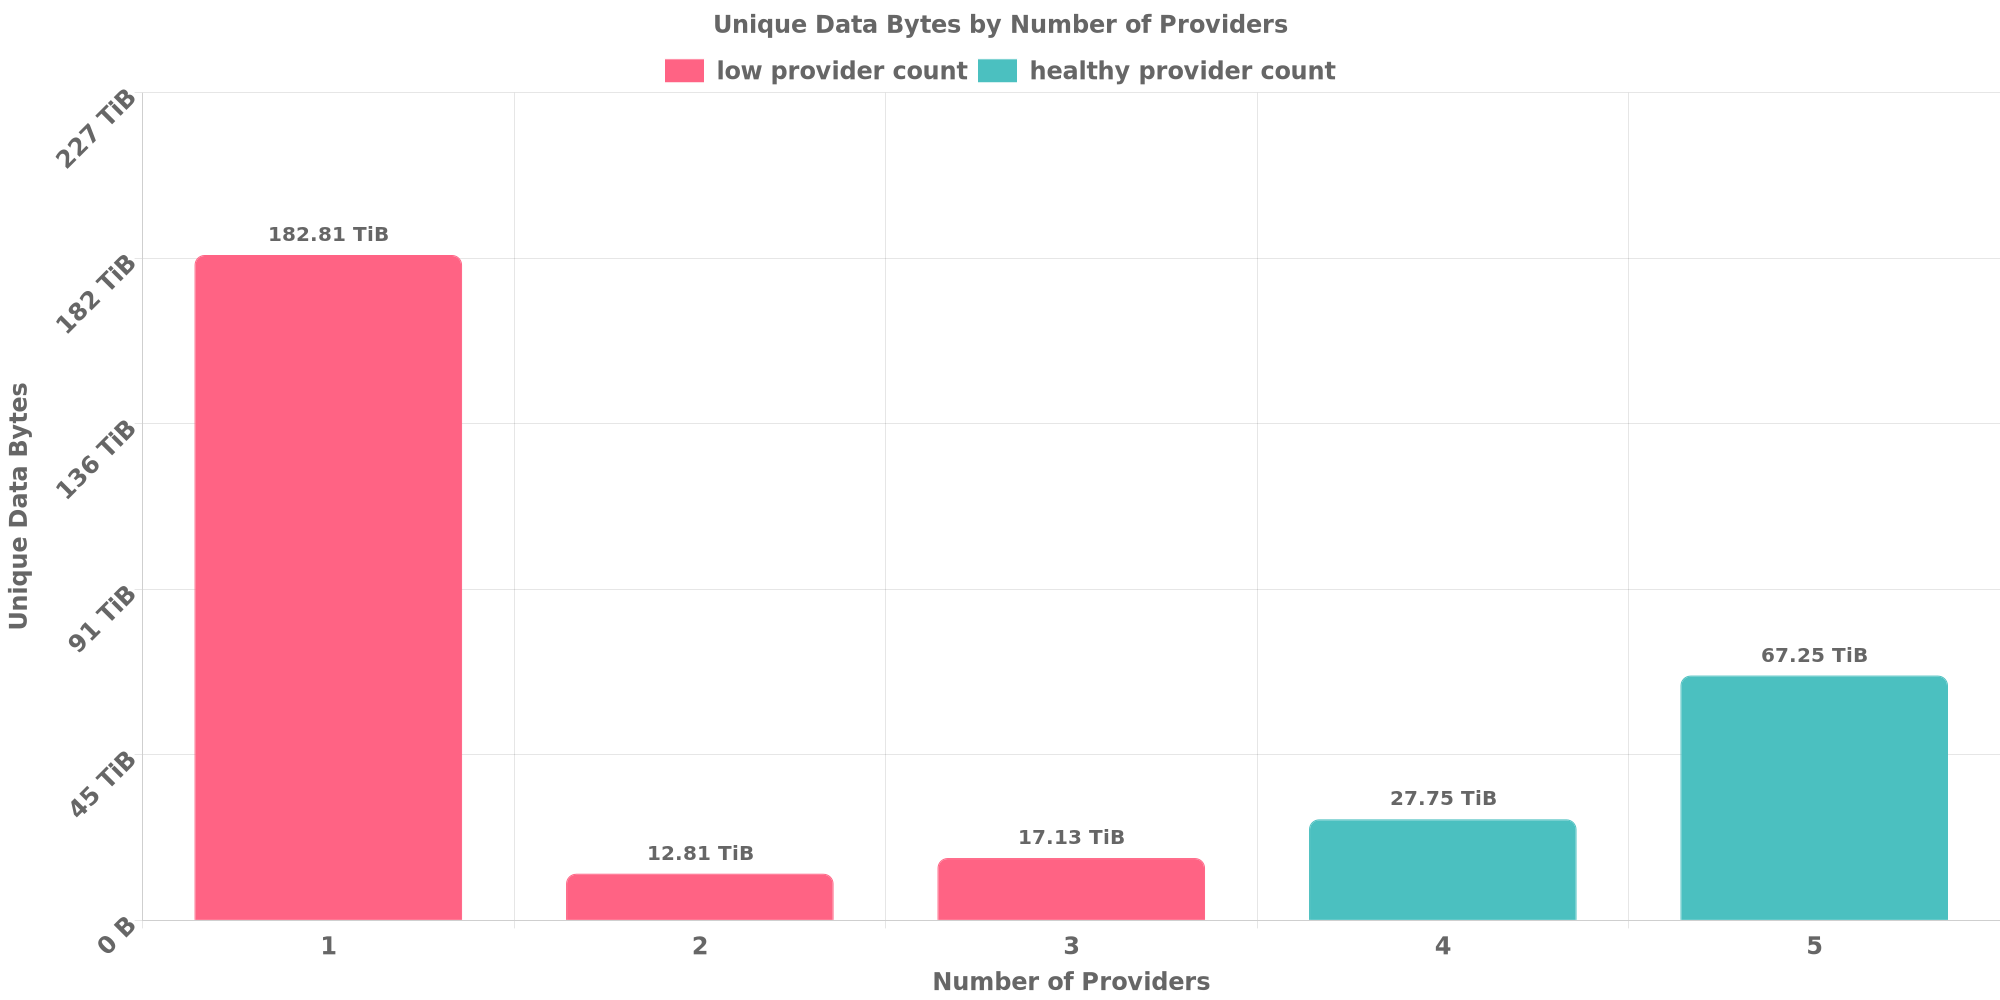 Unique Data Bytes by Number of Providers
low provider count healthy provider count
227 TiB
182 TiB
136 TiB
91 TiB
45 TiB
0 B
Unique Data Bytes
182.81 TiB
12.81 TiB
17.13 TiB
27.75 TiB
67.25 TiB
1 2 3 4 5
Number of Providers